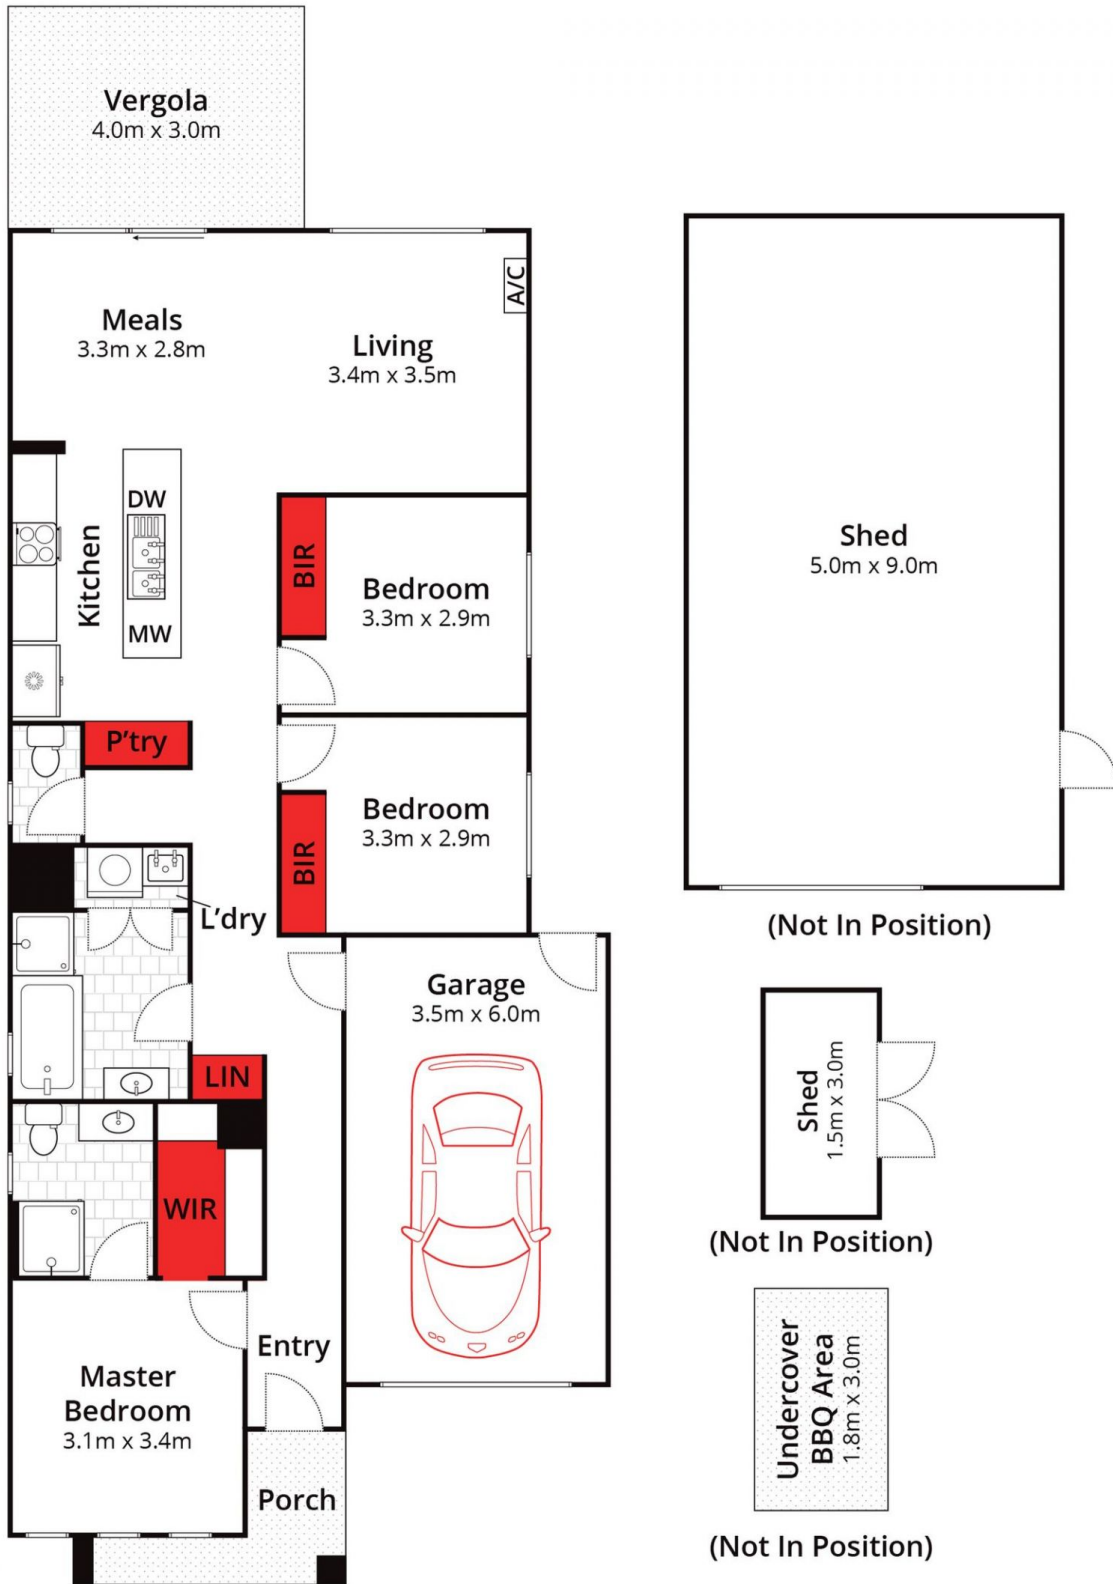 Vergola
4.0m x 3.0m
A/C
Meals
3.3m x 2.8m
Living
3.4m x 3.5m
DW
Kitchen
MW
BIR
Bedroom
3.3m x 2.9m
Shed
5.0m x 9.0m
P'try
Bedroom
3.3m x 2.9m
BIR
L'dry
(Not In Position)
Garage
3.5m x 6.0m
LIN
Shed
1.5m x 3.0m
WIR
(Not In Position)
Entry
Master
Bedroom
3.1m x 3.4m
Undercover
BBQ Area
1.8m x 3.0m
Porch
(Not In Position)